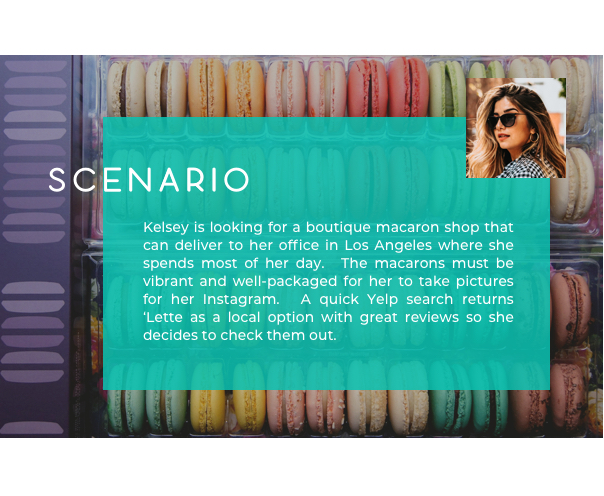 SCENARIO
Kelsey is looking for a boutique macaron shop that
can deliver to her office in Los Angeles where she
spends most of her day. The macarons must be
vibrant and well-packaged for her to take pictures
for her Instagram. A quick Yelp search returns
‘Lette as a local option with great reviews so she
decides to check them out.